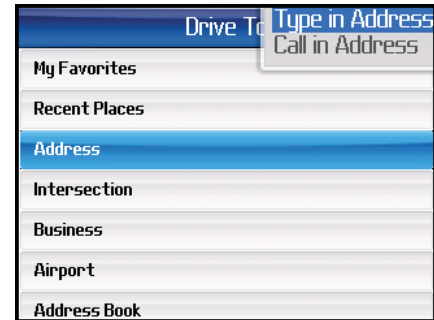 Drive To
Type in Address
Call in Address
My Favorites
Recent Places
Address
Intersection
Business
Airport
Address Book